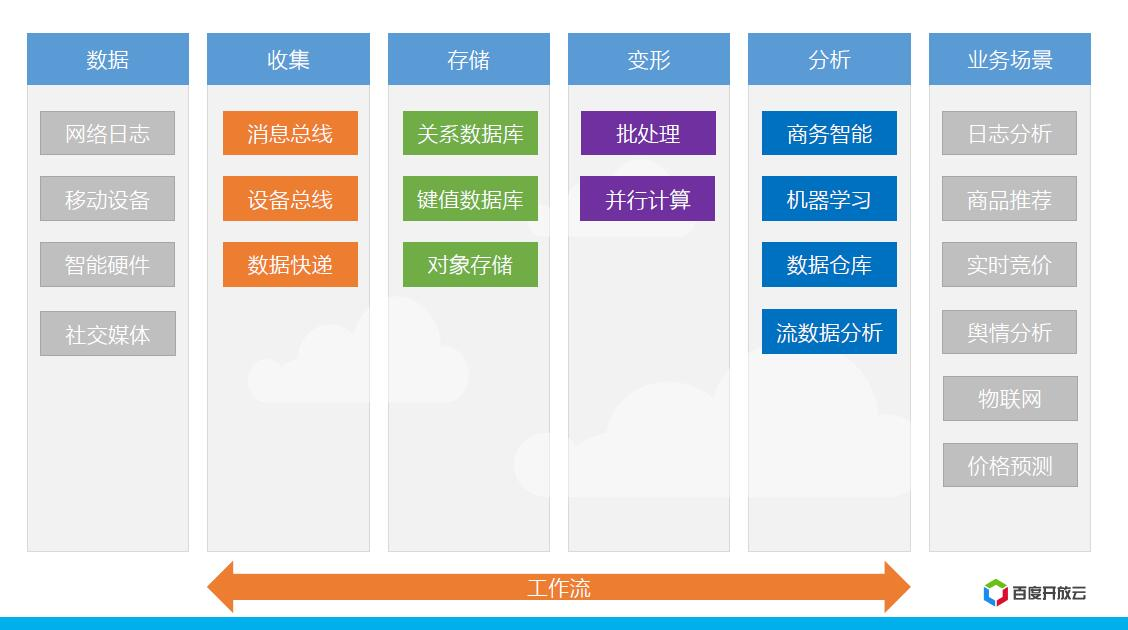 数据
网络日志
移动设备
智能硬件
社交媒体
收集
消息总线
设备总线
数据快递
存储
关系数据库
键值数据库
对象存储
变形
批处理
并行计算
分析
商务智能
机器学习
数据仓库
流数据分析
业务场景
日志分析
商品推荐
实时竞价
舆情分析
物联网
价格预测
工作流
百度开放云